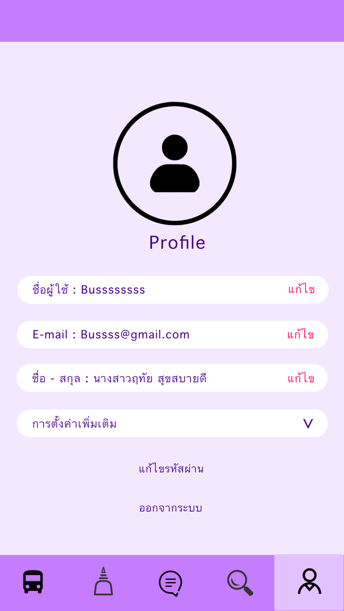 Profile
ชื่อผู้ใช้ : Bussssssss แก้ไข
E-mail : Bussss@gmail.com แก้ไข
ชื่อ - สกุล : นางสาวฤทัย สุขสบายดี แก้ไข
การตั้งค่าเพิ่มเติม
แก้ไขรหัสผ่าน
ออกจากระบบ